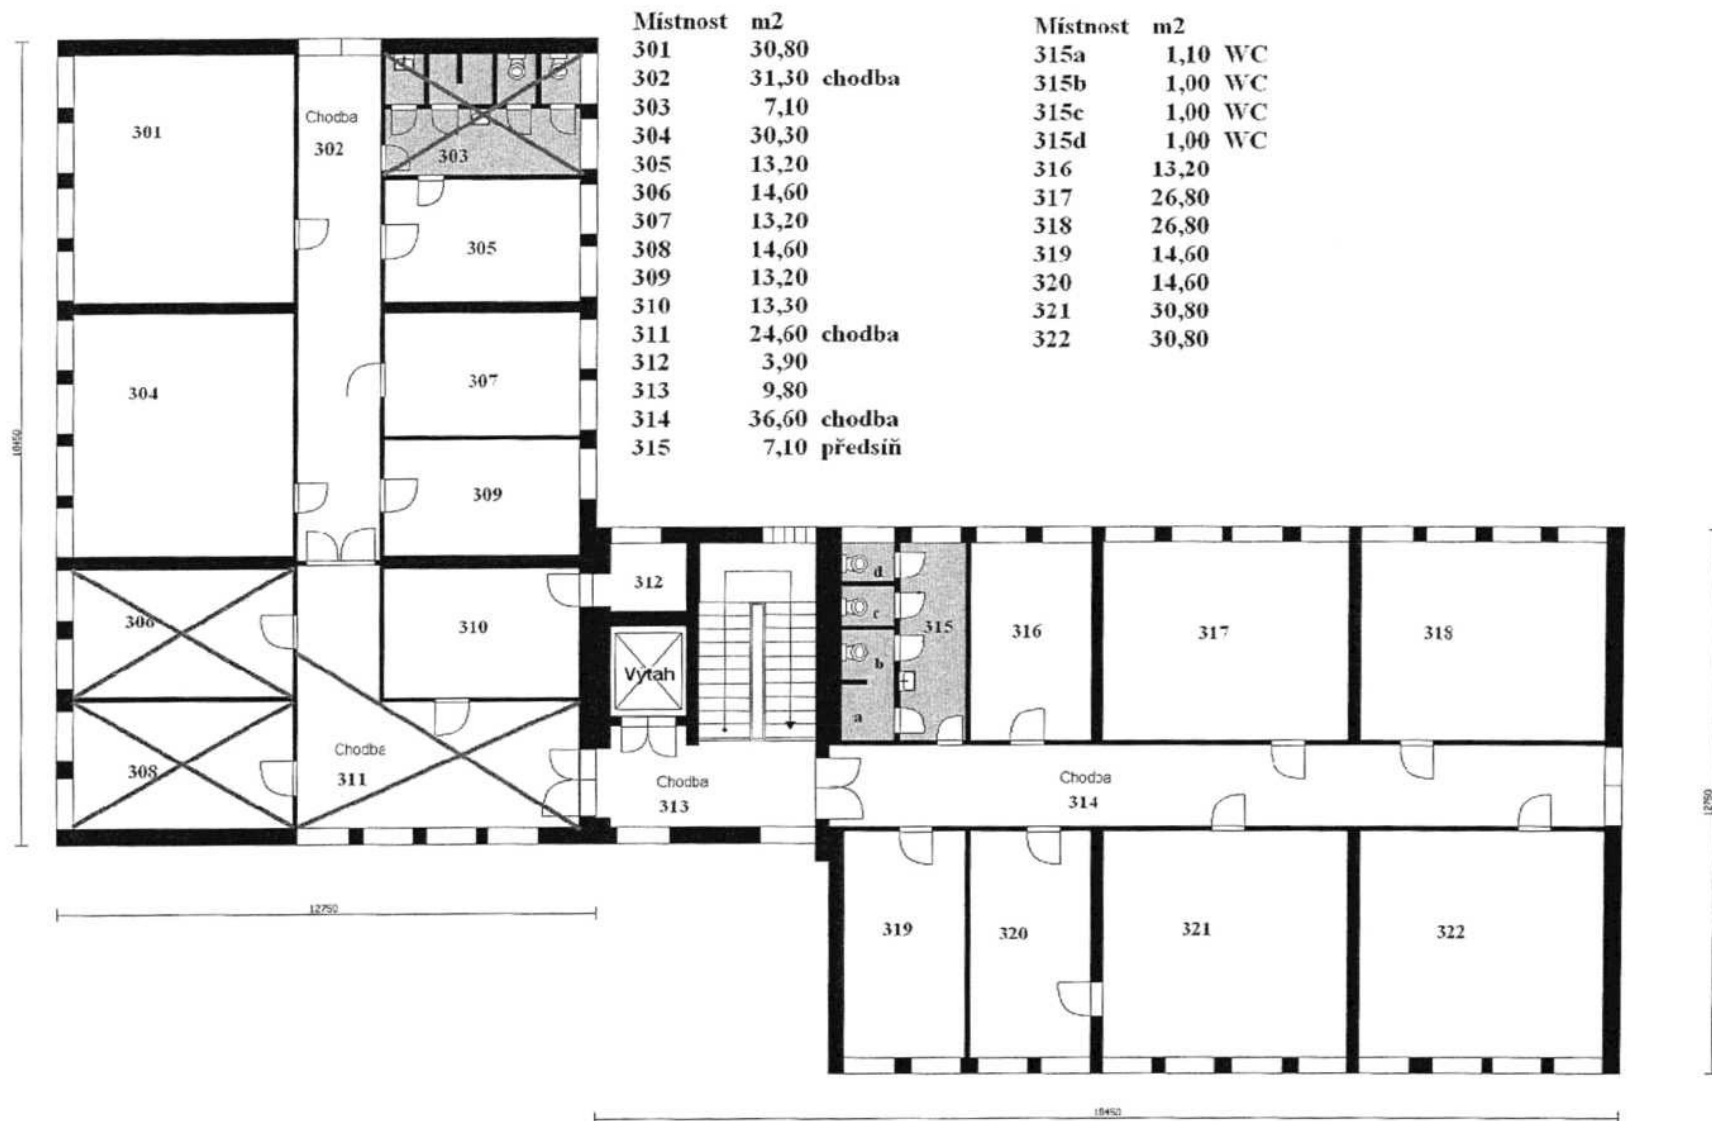 Místnost m2
301 30,80
302 31,30 chodba
303 7,10
304 30,30
305 13,20
306 14,60
307 13,20
308 14,60
309 13,20
310 13,30
311 24,60 chodba
312 3,90
313 9,80
314 36,60 chodba
315 7,10 předsíň
Místnost m2
315a 1,10 WC
315b 1,00 WC
315c 1,00 WC
315d 1,00 WC
316 13,20
317 26,80
318 26,80
319 14,60
320 14,60
321 30,80
322 30,80
301
Chodba
302
303
305
304
307
309
306
310
312
Výtah
308
Chodba
311
Chodba
313
d
c
b
a
315
316
317
318
Chodba
314
319
320
321
322
18450
12750
12750
18450